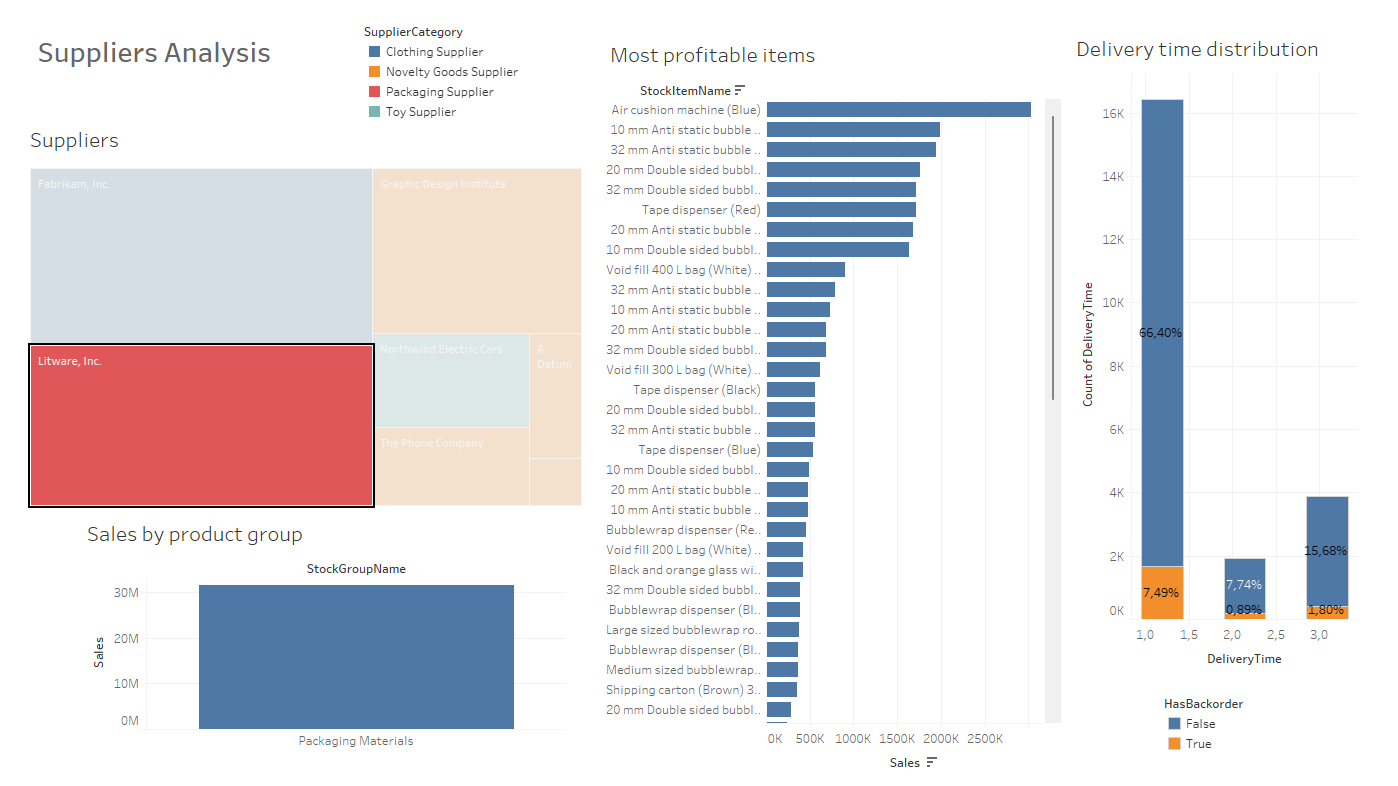 Suppliers Analysis
SupplierCategory
Clothing Supplier
Novelty Goods Supplier
Packaging Supplier
Toy Supplier
Suppliers
Fabrikam, Inc.
Graphic Design Institute
Litware, Inc.
Northwind Electric Cars
A
Datum
The Phone Company
Sales by product group
StockGroupName
Sales
30M
20M
10M
0M
Packaging Materials
Most profitable items
StockItemName
Air cushion machine (Blue)
10 mm Anti static bubble ..
32 mm Anti static bubble ..
20 mm Double sided bubbl..
32 mm Double sided bubbl..
Tape dispenser (Red)
20 mm Anti static bubble ..
10 mm Double sided bubbl..
Void fill 400 L bag (White) ..
32 mm Anti static bubble ..
10 mm Anti static bubble ..
20 mm Anti static bubble ..
32 mm Double sided bubbl..
Void fill 300 L bag (White) ..
Tape dispenser (Black)
20 mm Double sided bubbl..
32 mm Anti static bubble ..
Tape dispenser (Blue)
10 mm Double sided bubbl..
20 mm Anti static bubble ..
10 mm Anti static bubble ..
Bubblewrap dispenser (Re..
Void fill 200 L bag (White) ..
Black and orange glass wi..
32 mm Double sided bubbl..
Bubblewrap dispenser (Bl..
Large sized bubblewrap ro..
Bubblewrap dispenser (Bl..
Medium sized bubblewrap..
Shipping carton (Brown) 3..
20 mm Double sided bubbl..
0K 500K 1000K 1500K 2000K 2500K
Sales
Delivery time distribution
Count of DeliveryTime
16K
14K
12K
10K
8K
6K
4K
2K
0K
66,40%
7,49%
7,74%
0,89%
15,68%
1,80%
1,0 1,5 2,0 2,5 3,0
DeliveryTime
HasBackorder
False
True